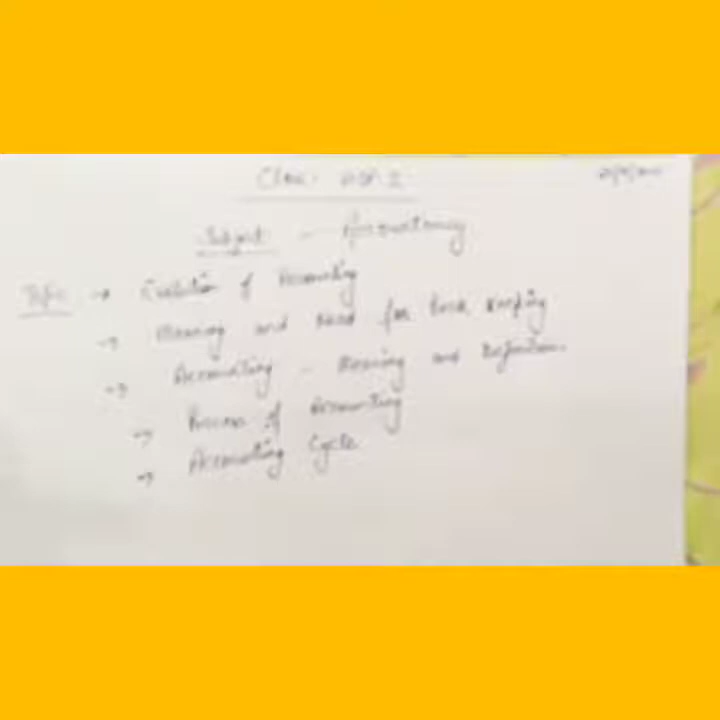 Class:
Subject - Accountancy
Topic → Evolution of Accounting
→ Meaning and Need for Book Keeping
→ Accounting - Meaning and Definition
→ Process of Accounting
→ Accounting Cycle